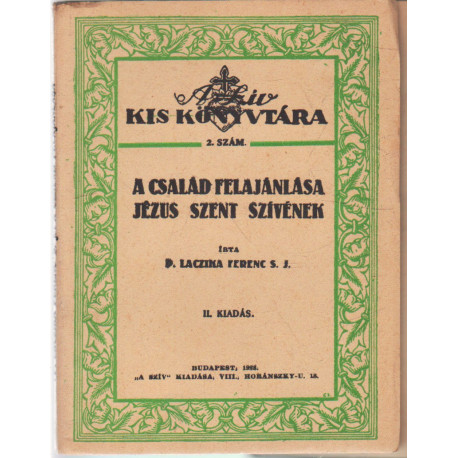 A Szív
KIS KÖNYVTÁRA
2. SZÁM.
A CSALÁD FELAJÁNLÁSA
JÉZUS SZENT SZÍVÉNEK
ÍRTA
P. LACZIKA FERENC S. J.
II. KIADÁS.
BUDAPEST,
„A SZÍV" KIADÁSA, VIII., HORÁNSZKY-U. 18.